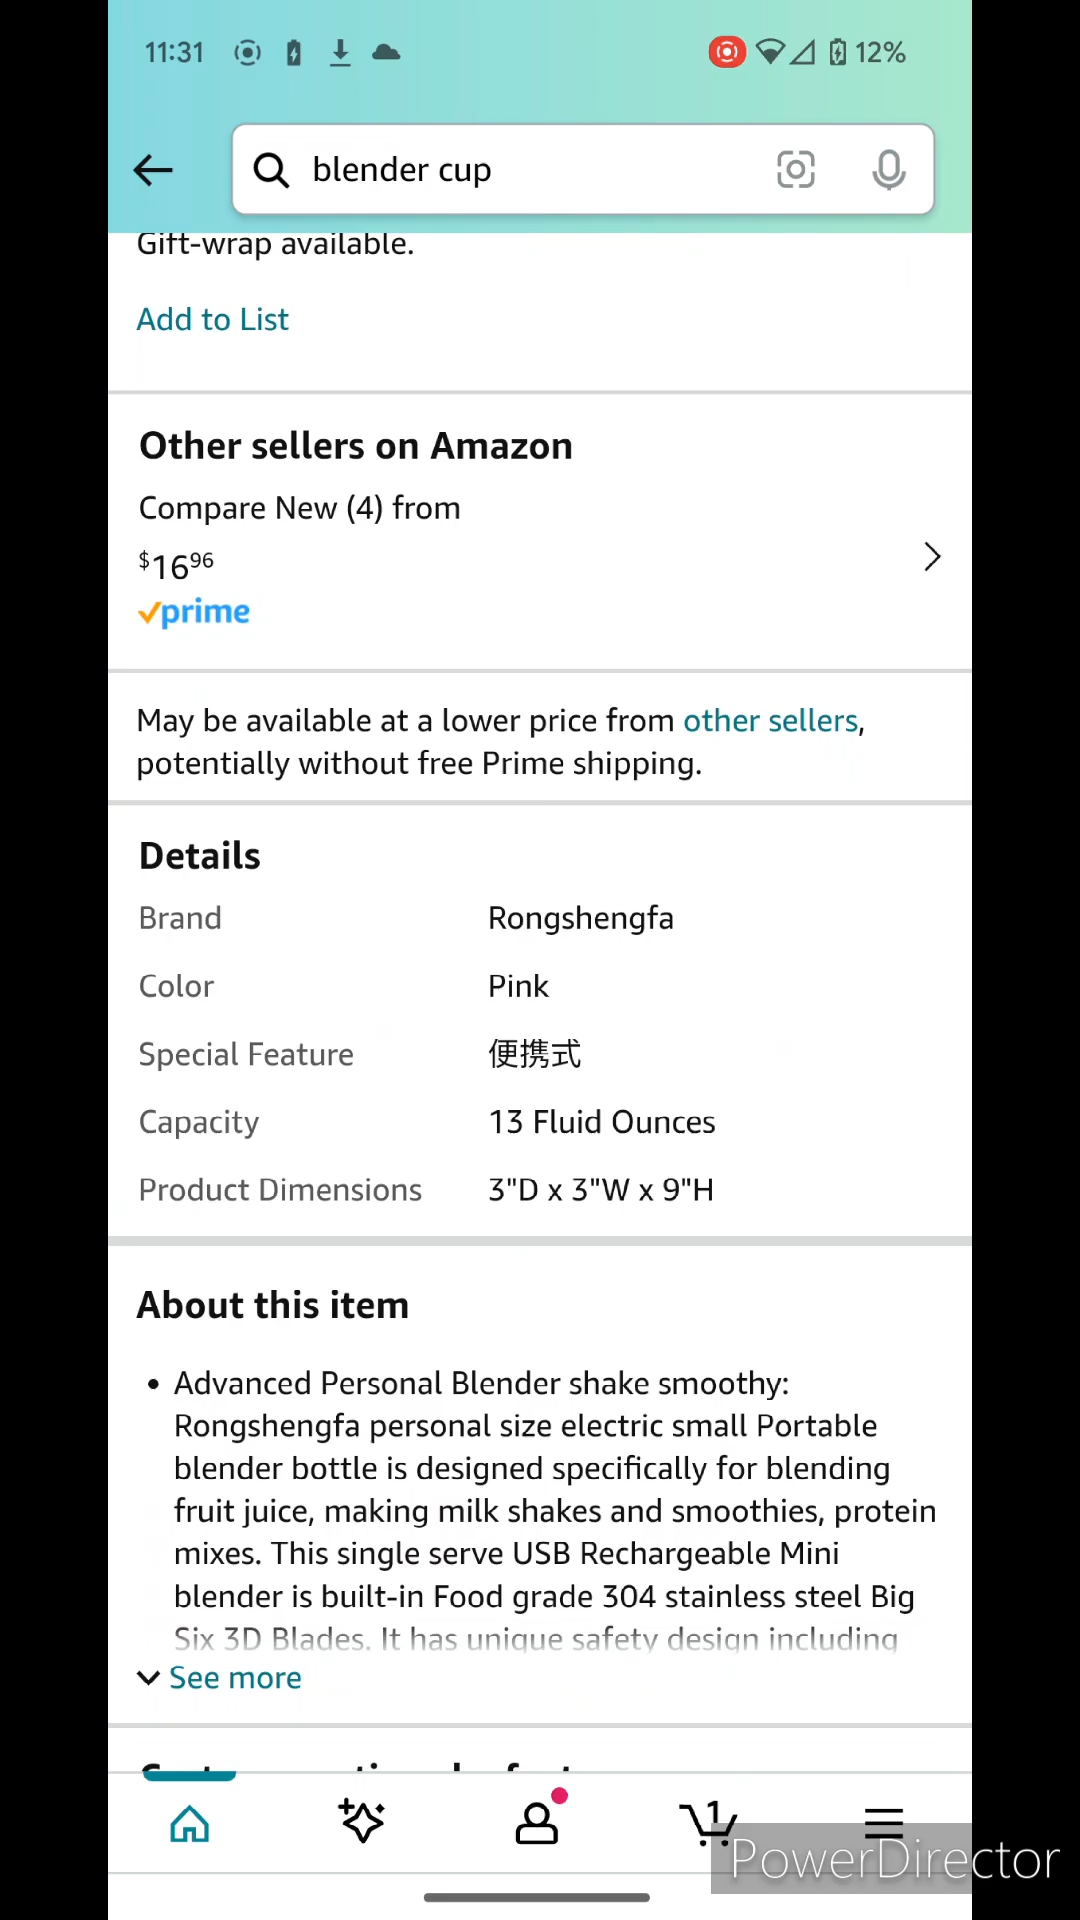 11:31
12%
blender cup
Gift-wrap available.
Add to List
Other sellers on Amazon
Compare New (4) from
$16 96
prime
May be available at a lower price from other sellers,
potentially without free Prime shipping.
Details
Brand Rongshengfa
Color Pink
Special Feature 便携式
Capacity 13 Fluid Ounces
Product Dimensions 3"D x 3"W x 9"H
About this item
• Advanced Personal Blender shake smoothy:
Rongshengfa personal size electric small Portable
blender bottle is designed specifically for blending
fruit juice, making milk shakes and smoothies, protein
mixes. This single serve USB Rechargeable Mini
blender is built-in Food grade 304 stainless steel Big
Six 3D Blades. It has unique safety design including
See more
1
PowerDirector